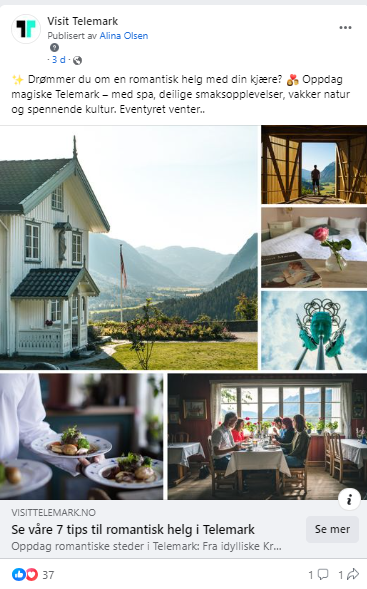 Visit Telemark
Publisert av Alina Olsen
· 3 d ·
✨ Drømmer du om en romantisk helg med din kjære? 💑 Oppdag
magiske Telemark – med spa, deilige smaksopplevelser, vakker natur
og spennende kultur. Eventyret venter..
VISITTELEMARK.NO
Se våre 7 tips til romantisk helg i Telemark
Se mer
Oppdag romantiske steder i Telemark: Fra idylliske Kr...
37
1
1